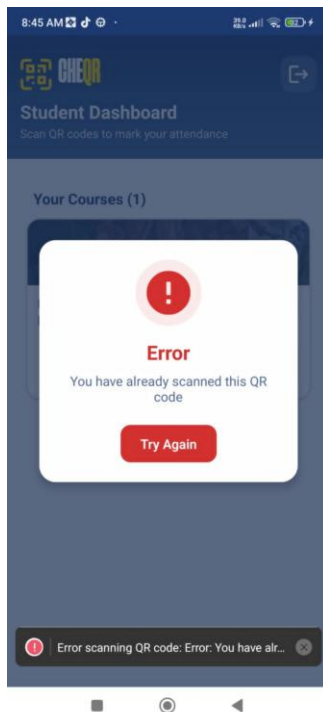 8:45 AM
CHEQR
Student Dashboard
Scan QR codes to mark your attendance
Your Courses (1)
Error
You have already scanned this QR
code
Try Again
Error scanning QR code: Error: You have alr...